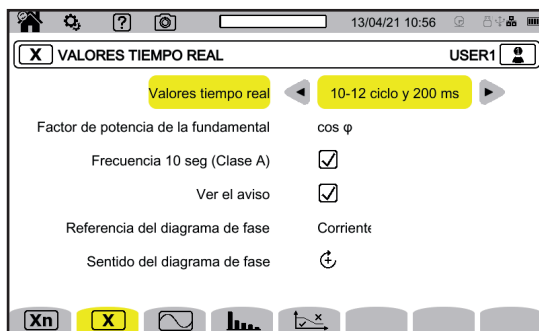 13/04/21 10:56
X VALORES TIEMPO REAL USER1
Valores tiempo real 10-12 ciclo y 200 ms
Factor de potencia de la fundamental cos φ
Frecuencia 10 seg (Clase A)
Ver el aviso
Referencia del diagrama de fase Corriente
Sentido del diagrama de fase
Xn X